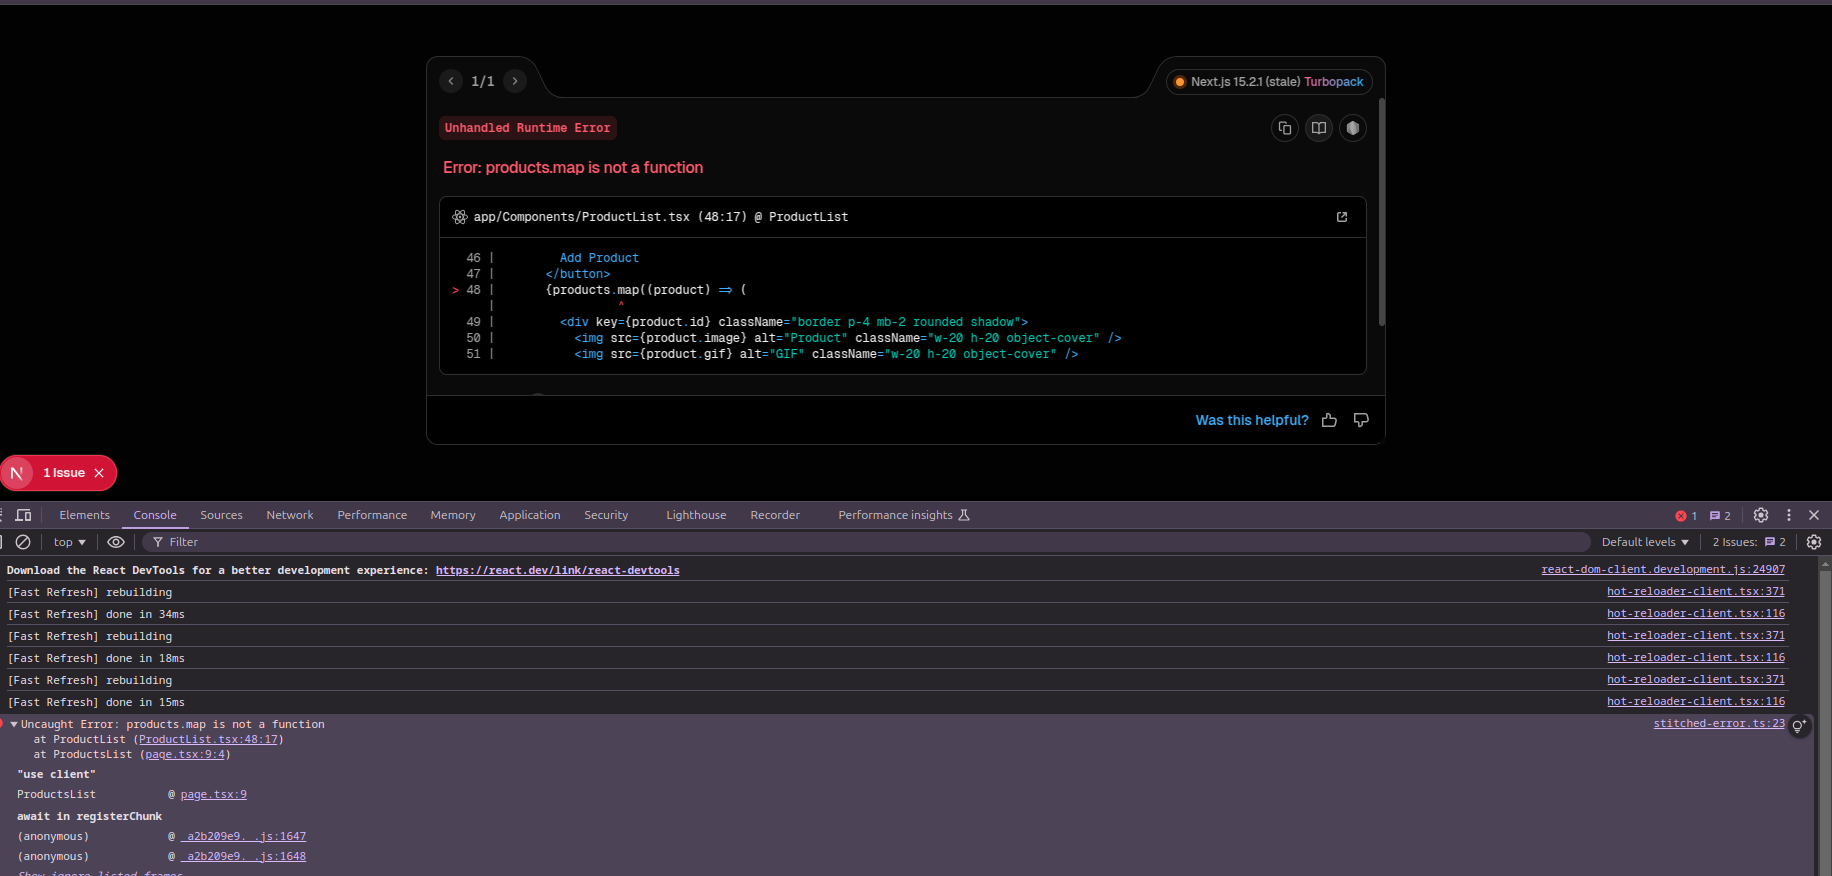 1/1
Next.js 15.2.1 (stale) Turbopack
Unhandled Runtime Error
Error: products.map is not a function
app/Components/ProductList.tsx (48:17) @ ProductList
46 |         Add Product
47 |       </button>
> 48 |       {products.map((product) => (
|                 ^
49 |         <div key={product.id} className="border p-4 mb-2 rounded shadow">
50 |           <img src={product.image} alt="Product" className="w-20 h-20 object-cover" />
51 |           <img src={product.gif} alt="GIF" className="w-20 h-20 object-cover" />
Was this helpful?
N 1 Issue
Elements Console Sources Network Performance Memory Application Security Lighthouse Recorder Performance insights 1 2
top Filter Default levels 2 Issues: 2
Download the React DevTools for a better development experience: https://react.dev/link/react-devtools react-dom-client.development.js:24907
[Fast Refresh] rebuilding hot-reloader-client.tsx:371
[Fast Refresh] done in 34ms hot-reloader-client.tsx:116
[Fast Refresh] rebuilding hot-reloader-client.tsx:371
[Fast Refresh] done in 18ms hot-reloader-client.tsx:116
[Fast Refresh] rebuilding hot-reloader-client.tsx:371
[Fast Refresh] done in 15ms hot-reloader-client.tsx:116
Uncaught Error: products.map is not a function stitched-error.ts:23
at ProductList (ProductList.tsx:48:17)
at ProductsList (page.tsx:9:4)
"use client"
ProductsList @ page.tsx:9
await in registerChunk
(anonymous) @ _a2b209e9._.js:1647
(anonymous) @ _a2b209e9._.js:1648
Show ignore-listed frames